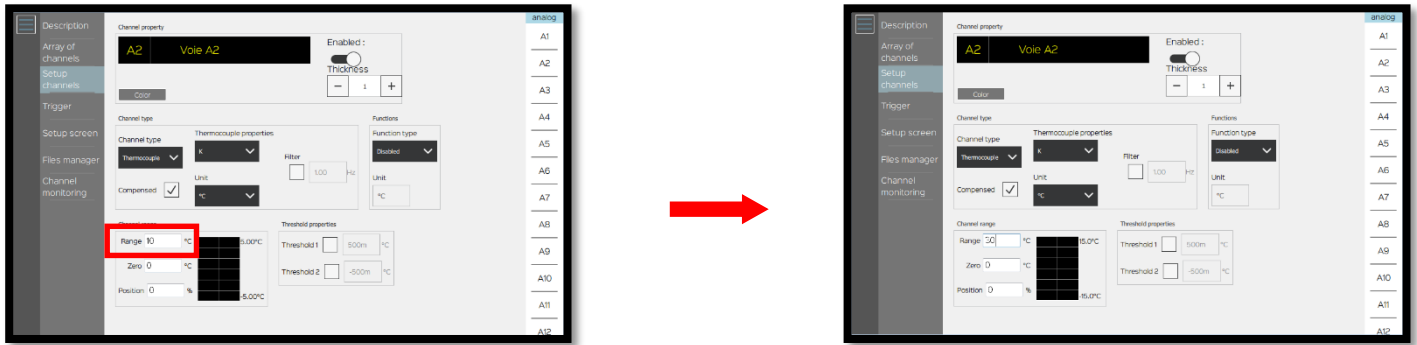 analog
Description
Array of
channels
Setup
channels
Trigger
Setup screen
Files manager
Channel
monitoring
Channel property
A2 Voie A2
Enabled :
Thickness
- 1 +
Color
Channel type
Channel type
Thermocouple
Compensed
Thermocouple properties
K
Unit
°C
Filter
1.00 Hz
Functions
Function type
Disabled
Unit
°C
Channel range
Range 10 °C
Zero 0 °C
Position 0 %
5.00°C
-5.00°C
Threshold properties
Threshold 1 500m °C
Threshold 2 -500m °C
A1
A2
A3
A4
A5
A6
A7
A8
A9
A10
A11
A12
analog
Description
Array of
channels
Setup
channels
Trigger
Setup screen
Files manager
Channel
monitoring
Channel property
A2 Voie A2
Enabled :
Thickness
- 1 +
Color
Channel type
Channel type
Thermocouple
Compensed
Thermocouple properties
K
Unit
°C
Filter
1.00 Hz
Functions
Function type
Disabled
Unit
°C
Channel range
Range 30 °C
Zero 0 °C
Position 0 %
15.0°C
-15.0°C
Threshold properties
Threshold 1 500m °C
Threshold 2 -500m °C
A1
A2
A3
A4
A5
A6
A7
A8
A9
A10
A11
A12